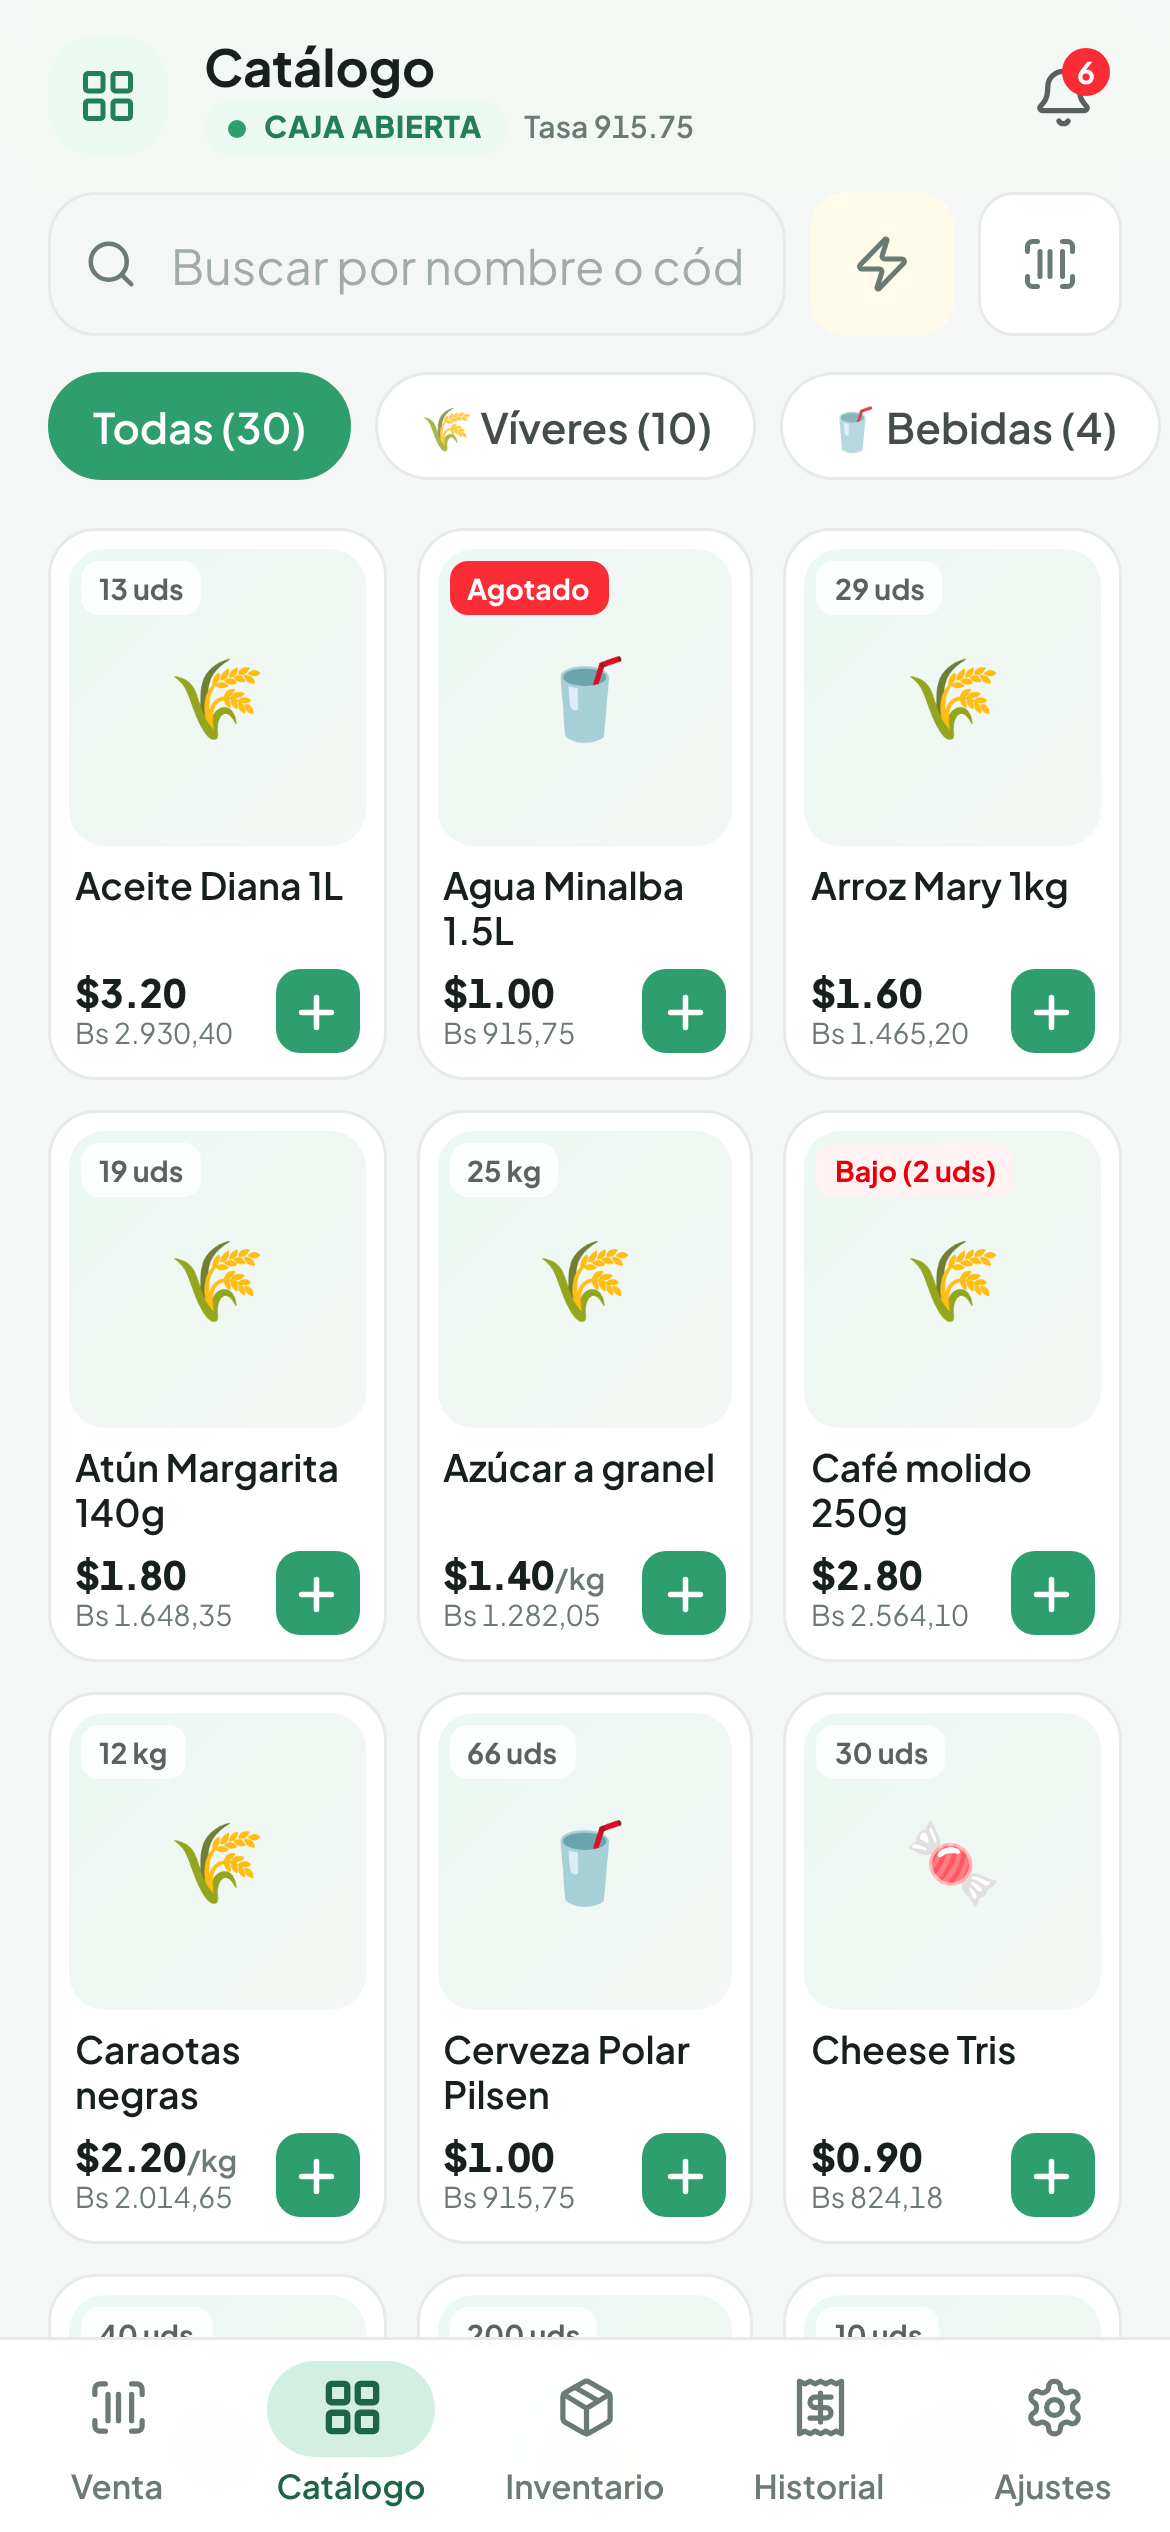 Catálogo
6
CAJA ABIERTA Tasa 915.75
Buscar por nombre o cód
Todas (30) Víveres (10) Bebidas (4)
13 uds Agotado 29 uds
Aceite Diana 1L Agua Minalba Arroz Mary 1kg
1.5L
$3.20 $1.00 $1.60
Bs 2.930,40 Bs 915,75 Bs 1.465,20
19 uds 25 kg Bajo (2 uds)
Atún Margarita Azúcar a granel Café molido
140g 250g
$1.80 $1.40/kg $2.80
Bs 1.648,35 Bs 1.282,05 Bs 2.564,10
12 kg 66 uds 30 uds
Caraotas Cerveza Polar Cheese Tris
negras Pilsen
$2.20/kg $1.00 $0.90
Bs 2.014,65 Bs 915,75 Bs 824,18
40 uds 200 uds 10 uds
Venta Catálogo Inventario Historial Ajustes